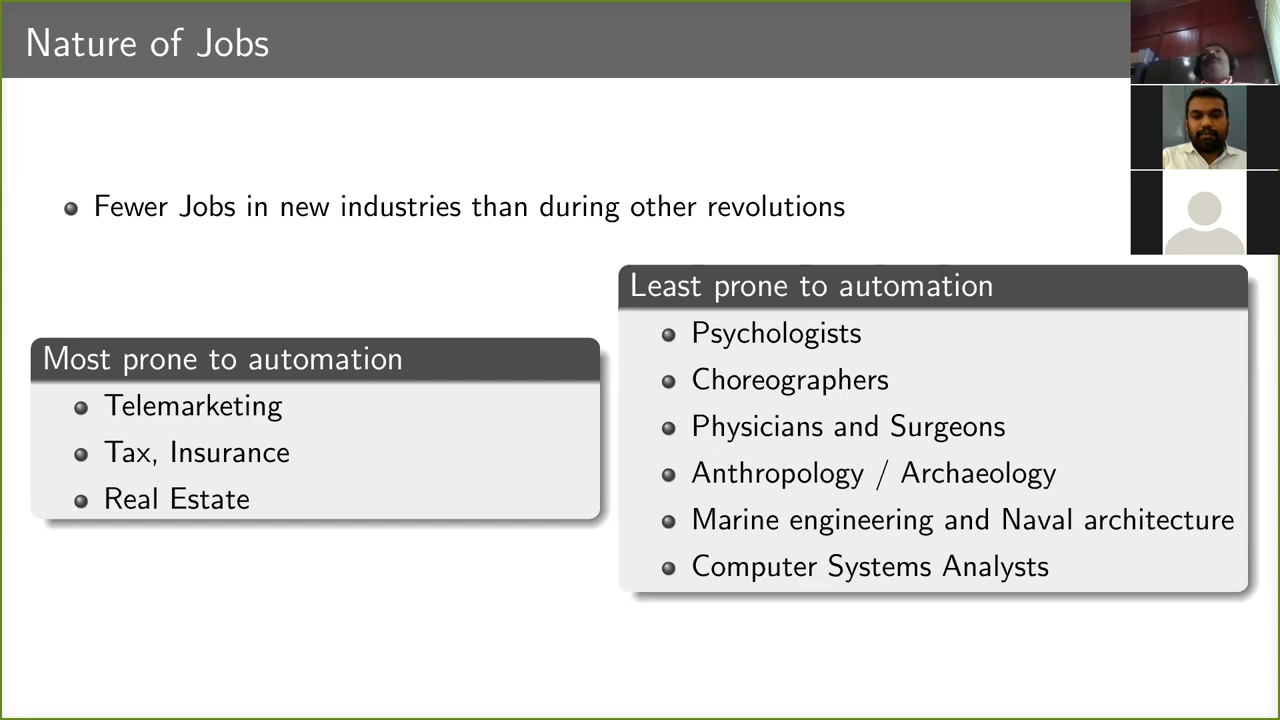 Nature of Jobs
Fewer Jobs in new industries than during other revolutions
Most prone to automation
Telemarketing
Tax, Insurance
Real Estate
Least prone to automation
Psychologists
Choreographers
Physicians and Surgeons
Anthropology / Archaeology
Marine engineering and Naval architecture
Computer Systems Analysts